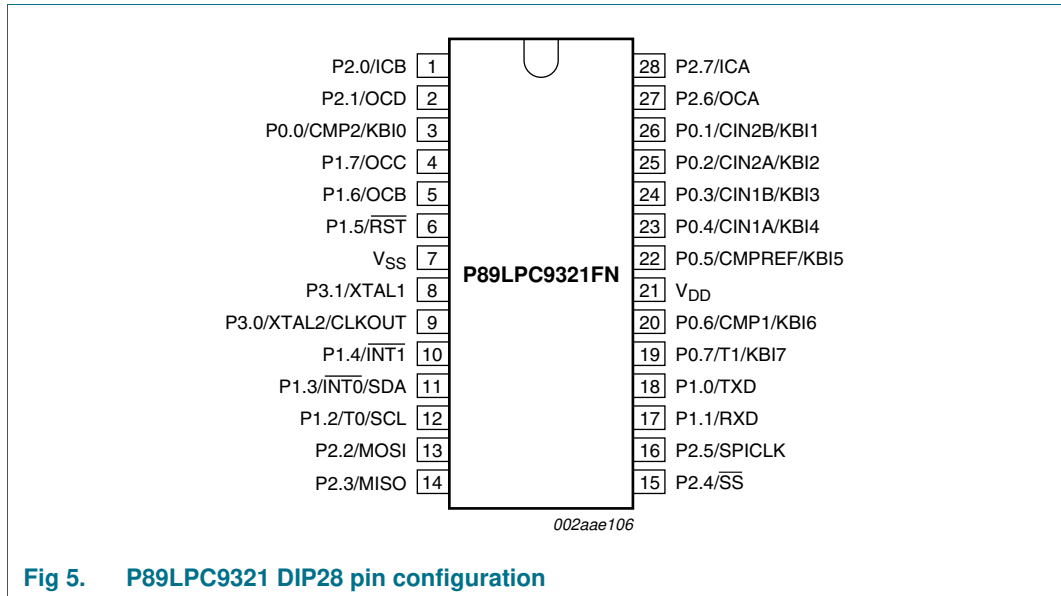 P2.0/ICB 1 28 P2.7/ICA
P2.1/OCD 2 27 P2.6/OCA
P0.0/CMP2/KBI0 3 26 P0.1/CIN2B/KBI1
P1.7/OCC 4 25 P0.2/CIN2A/KBI2
P1.6/OCB 5 24 P0.3/CIN1B/KBI3
P1.5/R̅S̅T̅ 6 23 P0.4/CIN1A/KBI4
VSS 7 22 P0.5/CMPREF/KBI5
P89LPC9321FN
P3.1/XTAL1 8 21 VDD
P3.0/XTAL2/CLKOUT 9 20 P0.6/CMP1/KBI6
P1.4/I̅N̅T̅1̅ 10 19 P0.7/T1/KBI7
P1.3/I̅N̅T̅0̅/SDA 11 18 P1.0/TXD
P1.2/T0/SCL 12 17 P1.1/RXD
P2.2/MOSI 13 16 P2.5/SPICLK
P2.3/MISO 14 15 P2.4/S̅S̅
002aae106
Fig 5. P89LPC9321 DIP28 pin configuration